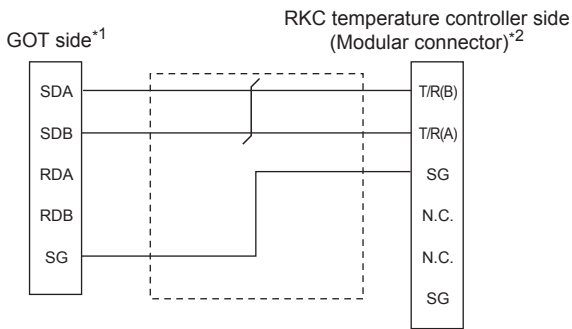 RKC temperature controller side
(Modular connector)*2
GOT side*1
SDA
SDB
RDA
RDB
SG
T/R(B)
T/R(A)
SG
N.C.
N.C.
SG